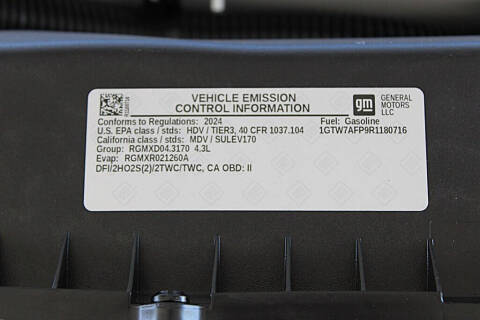 VEHICLE EMISSION
CONTROL INFORMATION
gm
GENERAL
MOTORS
LLC
Conforms to Regulations: 2024
Fuel: Gasoline
U.S. EPA class / stds: HDV / TIER3, 40 CFR 1037.104
1GTW7AFP9R1180716
California class / stds: MDV / SULEV170
Group: RGMXD04.3170 4.3L
Evap: RGMXR021260A
DFI/2HO2S(2)/2TWC/TWC, CA OBD: II